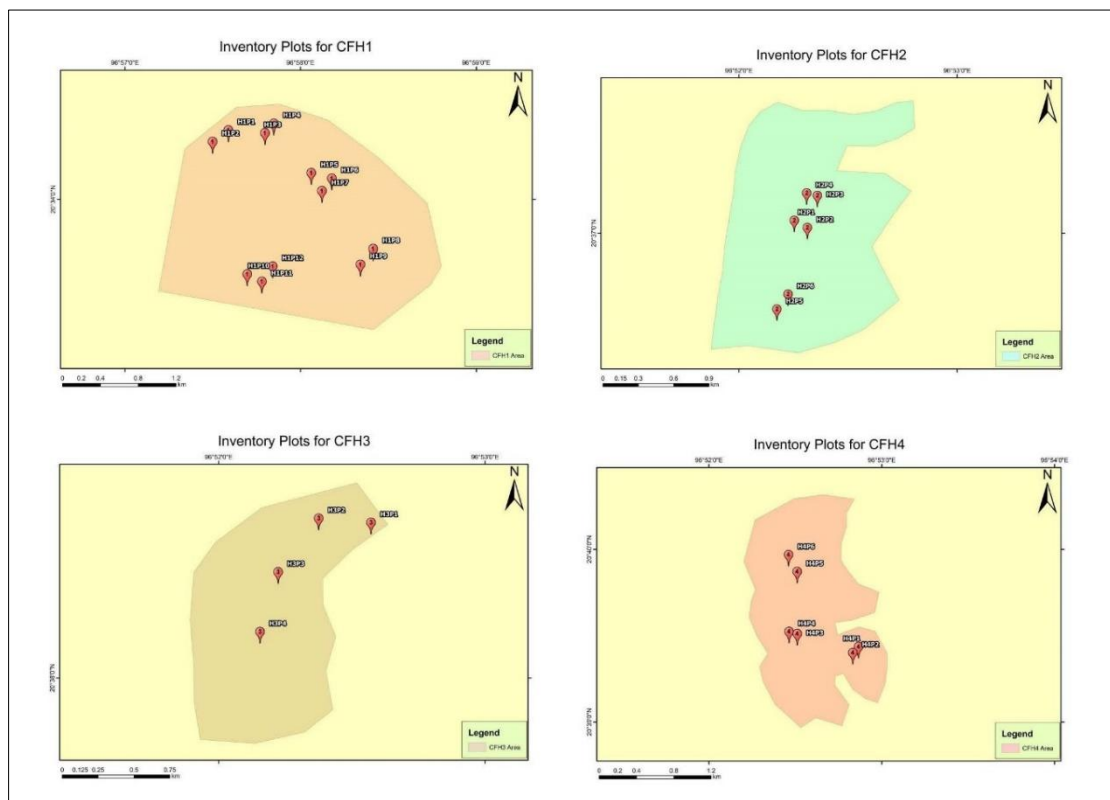 Inventory Plots for CFH1
96°57'0"E 96°58'0"E 96°59'0"E
N
H1P4
H1P1 H1P3
H1P2
H1P5
H1P6
H1P7
20°34'0"N
H1P8
H1P12 H1P9
H1P10
H1P11
Legend
CFH1 Area
0 0.2 0.4 0.8 1.2
km
Inventory Plots for CFH2
96°52'0"E 96°53'0"E
N
H2P4
H2P3
H2P1
H2P2
20°37'0"N
H2P6
H2P5
Legend
CFH2 Area
0 0.15 0.3 0.6 0.9
km
Inventory Plots for CFH3
96°52'0"E 96°53'0"E
N
H3P2 H3P1
H3P3
H3P4
20°38'0"N
Legend
CFH3 Area
0 0.125 0.25 0.5 0.75
km
Inventory Plots for CFH4
96°52'0"E 96°53'0"E 96°54'0"E
N
H4P6
20°40'0"N
H4P5
H4P4
H4P3 H4P1
H4P2
20°39'0"N
Legend
CFH4 Area
0 0.2 0.4 0.8 1.2
km